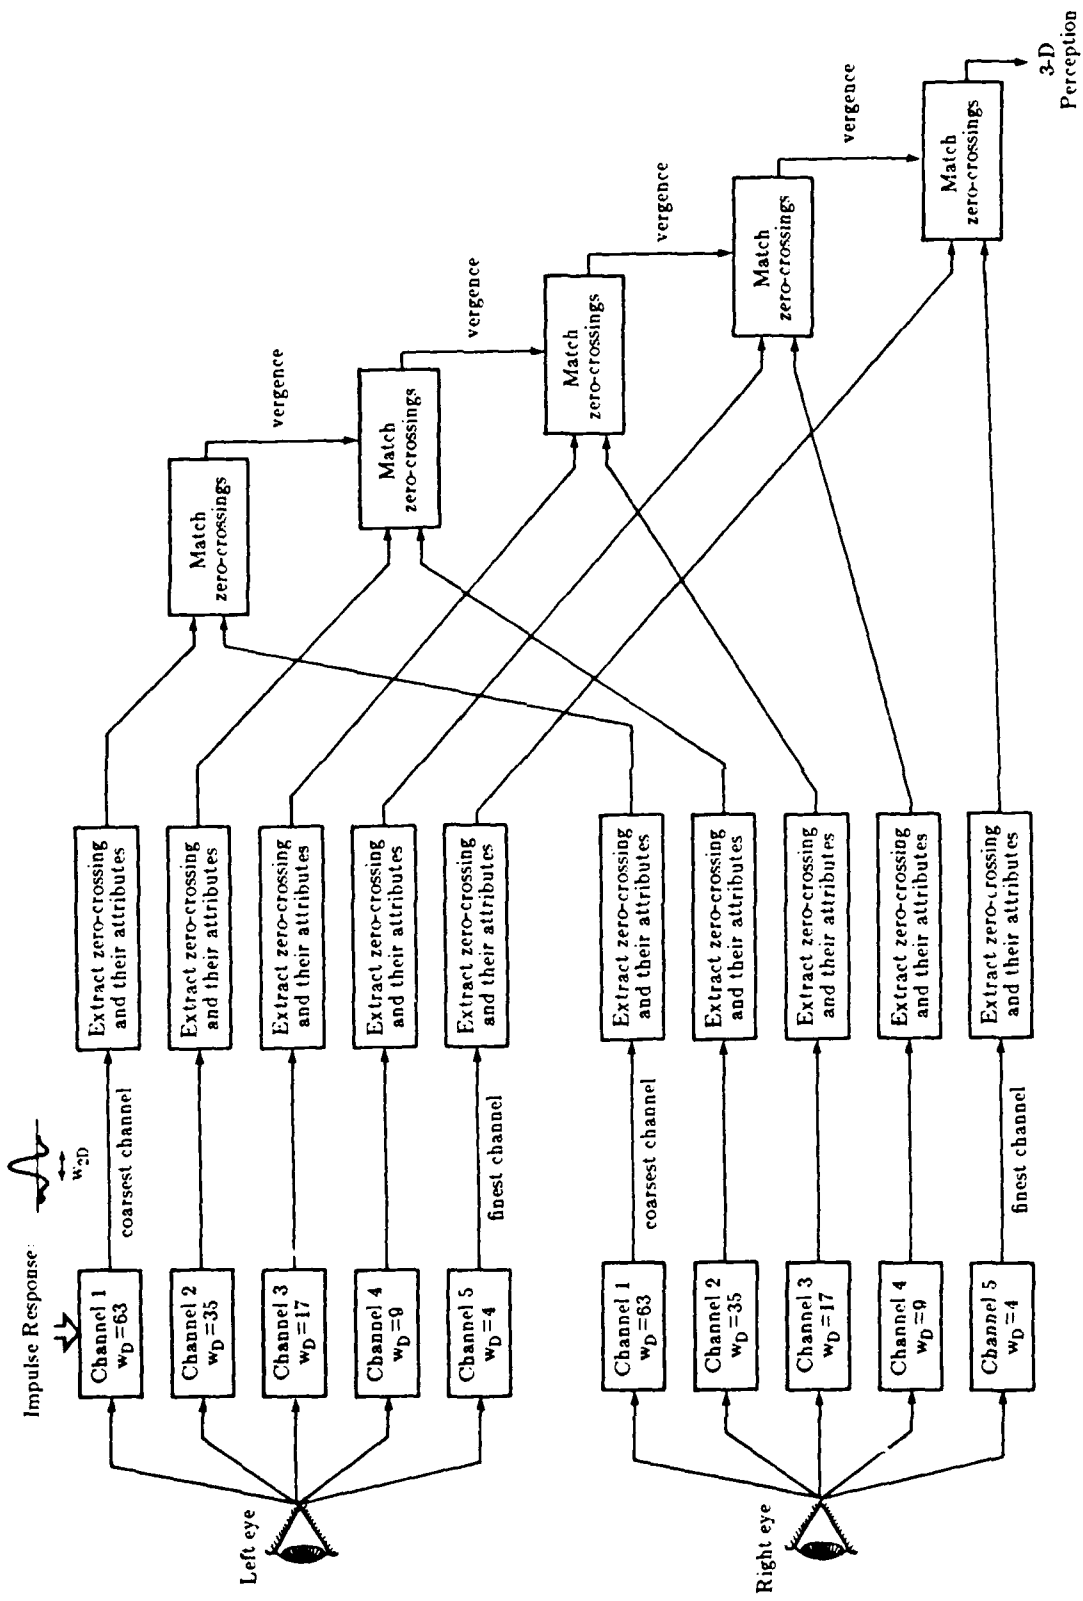 Impulse Response:
w2D
Left eye
Channel 1
wD=63
Channel 2
wD=35
Channel 3
wD=17
Channel 4
wD=9
Channel 5
wD=4
coarsest channel
finest channel
Extract zero-crossing
and their attributes
Extract zero-crossing
and their attributes
Extract zero-crossing
and their attributes
Extract zero-crossing
and their attributes
Extract zero-crossing
and their attributes
Right eye
Channel 1
wD=63
Channel 2
wD=35
Channel 3
wD=17
Channel 4
wD=9
Channel 5
wD=4
coarsest channel
finest channel
Extract zero-crossing
and their attributes
Extract zero-crossing
and their attributes
Extract zero-crossing
and their attributes
Extract zero-crossing
and their attributes
Extract zero-crossing
and their attributes
Match
zero-crossings
vergence
Match
zero-crossings
vergence
Match
zero-crossings
vergence
Match
zero-crossings
vergence
Match
zero-crossings
3-D
Perception